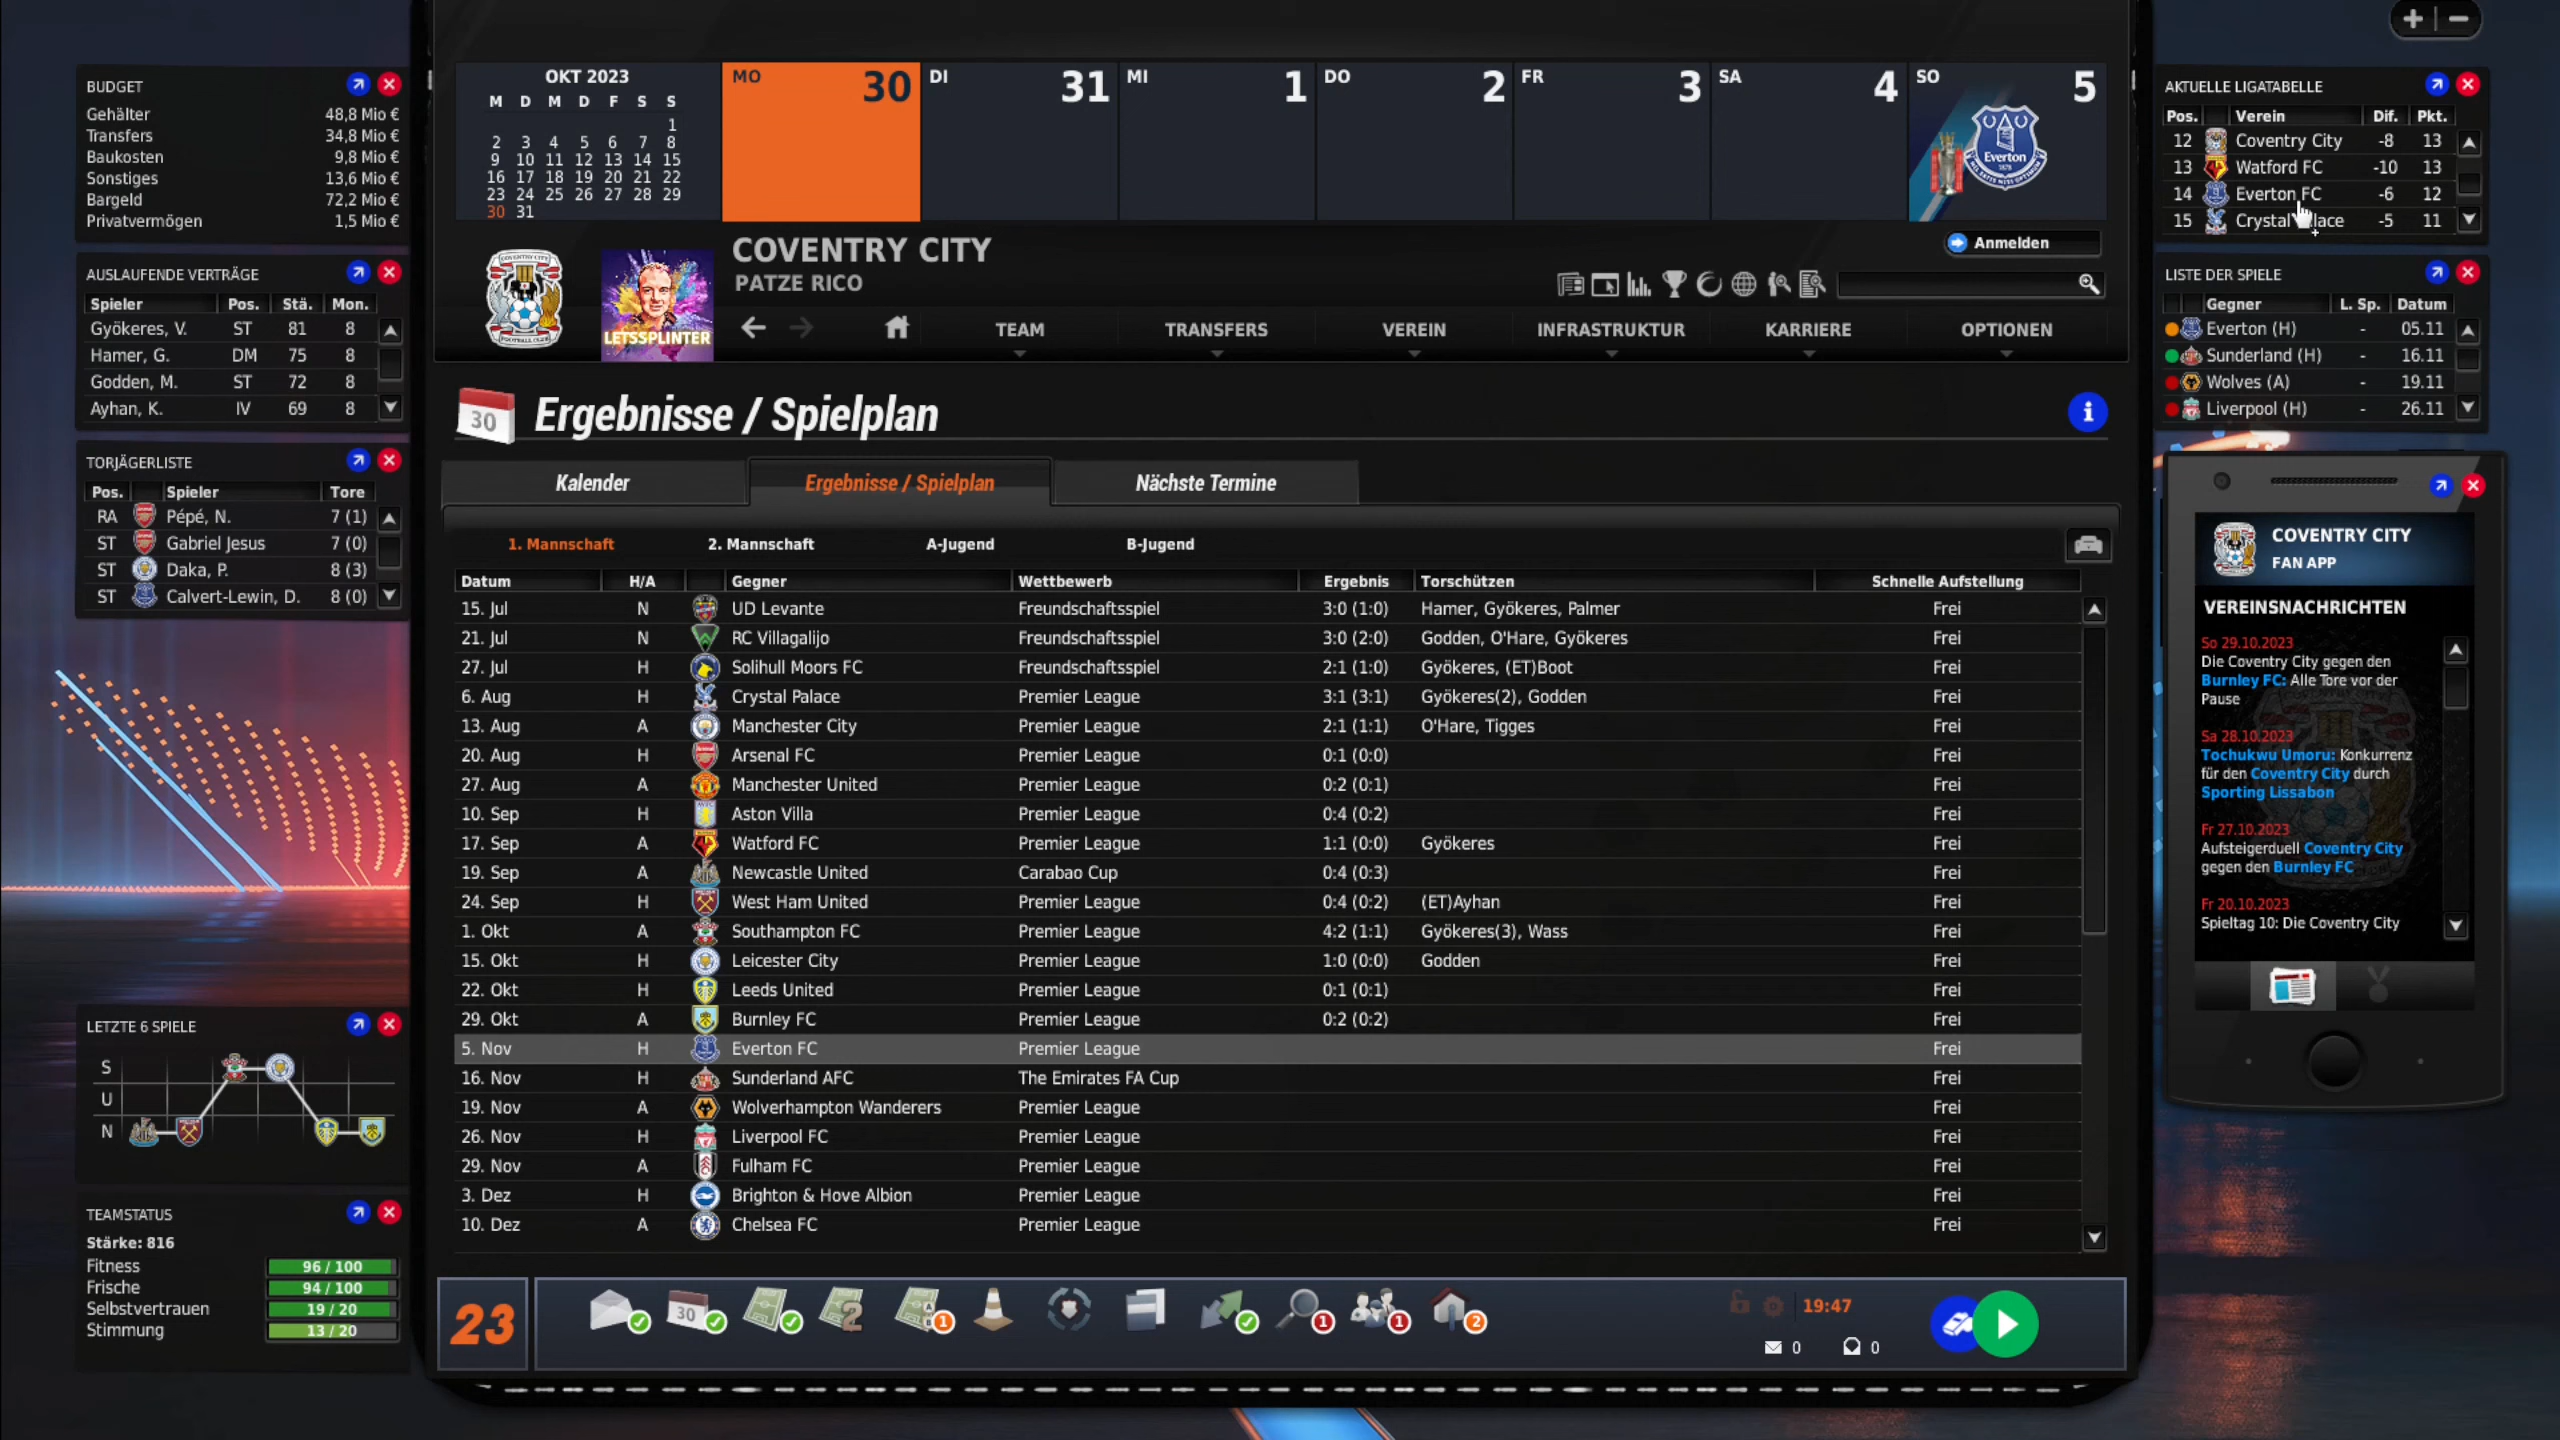 BUDGET
Gehälter 48,8 Mio €
Transfers 34,8 Mio €
Baukosten 9,8 Mio €
Sonstiges 13,6 Mio €
Bargeld 72,2 Mio €
Privatvermögen 1,5 Mio €
AUSLAUFENDE VERTRÄGE
Spieler Pos. Stä. Mon.
Gyökeres, V. ST 81 8
Hamer, G. DM 75 8
Godden, M. ST 72 8
Ayhan, K. IV 69 8
TORJÄGERLISTE
Pos. Spieler Tore
RA Pépé, N. 7 (1)
ST Gabriel Jesus 7 (0)
ST Daka, P. 8 (3)
ST Calvert-Lewin, D. 8 (0)
LETZTE 6 SPIELE
S
U
N
TEAMSTATUS
Stärke: 816
Fitness 96 / 100
Frische 94 / 100
Selbstvertrauen 19 / 20
Stimmung 13 / 20
OKT 2023
M D M D F S S
1
2 3 4 5 6 7 8
9 10 11 12 13 14 15
16 17 18 19 20 21 22
23 24 25 26 27 28 29
30 31
MO 30 DI 31 MI 1 DO 2 FR 3 SA 4 SO 5
Everton
COVENTRY CITY
PATZE RICO
LETSSPLINTER
Anmelden
TEAM TRANSFERS VEREIN INFRASTRUKTUR KARRIERE OPTIONEN
30 Ergebnisse / Spielplan
Kalender Ergebnisse / Spielplan Nächste Termine
1. Mannschaft 2. Mannschaft A-Jugend B-Jugend
Datum H/A Gegner Wettbewerb Ergebnis Torschützen Schnelle Aufstellung
15. Jul N UD Levante Freundschaftsspiel 3:0 (1:0) Hamer, Gyökeres, Palmer Frei
21. Jul N RC Villagalijo Freundschaftsspiel 3:0 (2:0) Godden, O'Hare, Gyökeres Frei
27. Jul H Solihull Moors FC Freundschaftsspiel 2:1 (1:0) Gyökeres, (ET)Boot Frei
6. Aug H Crystal Palace Premier League 3:1 (3:1) Gyökeres(2), Godden Frei
13. Aug A Manchester City Premier League 2:1 (1:1) O'Hare, Tigges Frei
20. Aug H Arsenal FC Premier League 0:1 (0:0) Frei
27. Aug A Manchester United Premier League 0:2 (0:1) Frei
10. Sep H Aston Villa Premier League 0:4 (0:2) Frei
17. Sep A Watford FC Premier League 1:1 (0:0) Gyökeres Frei
19. Sep A Newcastle United Carabao Cup 0:4 (0:3) Frei
24. Sep H West Ham United Premier League 0:4 (0:2) (ET)Ayhan Frei
1. Okt A Southampton FC Premier League 4:2 (1:1) Gyökeres(3), Wass Frei
15. Okt H Leicester City Premier League 1:0 (0:0) Godden Frei
22. Okt H Leeds United Premier League 0:1 (0:1) Frei
29. Okt A Burnley FC Premier League 0:2 (0:2) Frei
5. Nov H Everton FC Premier League Frei
16. Nov H Sunderland AFC The Emirates FA Cup Frei
19. Nov A Wolverhampton Wanderers Premier League Frei
26. Nov H Liverpool FC Premier League Frei
29. Nov A Fulham FC Premier League Frei
3. Dez H Brighton & Hove Albion Premier League Frei
10. Dez A Chelsea FC Premier League Frei
23 30 2 1 1 1 2 19:47
0 0
AKTUELLE LIGATABELLE
Pos. Verein Dif. Pkt.
12 Coventry City -8 13
13 Watford FC -10 13
14 Everton FC -6 12
15 Crystal -5 11
LISTE DER SPIELE
Gegner L. Sp. Datum
Everton (H) - 05.11
Sunderland (H) - 16.11
Wolves (A) - 19.11
Liverpool (H) - 26.11
COVENTRY CITY
FAN APP
VEREINSNACHRICHTEN
So 29.10.2023
Die Coventry City gegen den
Burnley FC: Alle Tore vor der
Pause
Sa 28.10.2023
Tochukwu Umoru: Konkurrenz
für den Coventry City durch
Sporting Lissabon
Fr 27.10.2023
Aufsteigerduell Coventry City
gegen den Burnley FC
Fr 20.10.2023
Spieltag 10: Die Coventry City